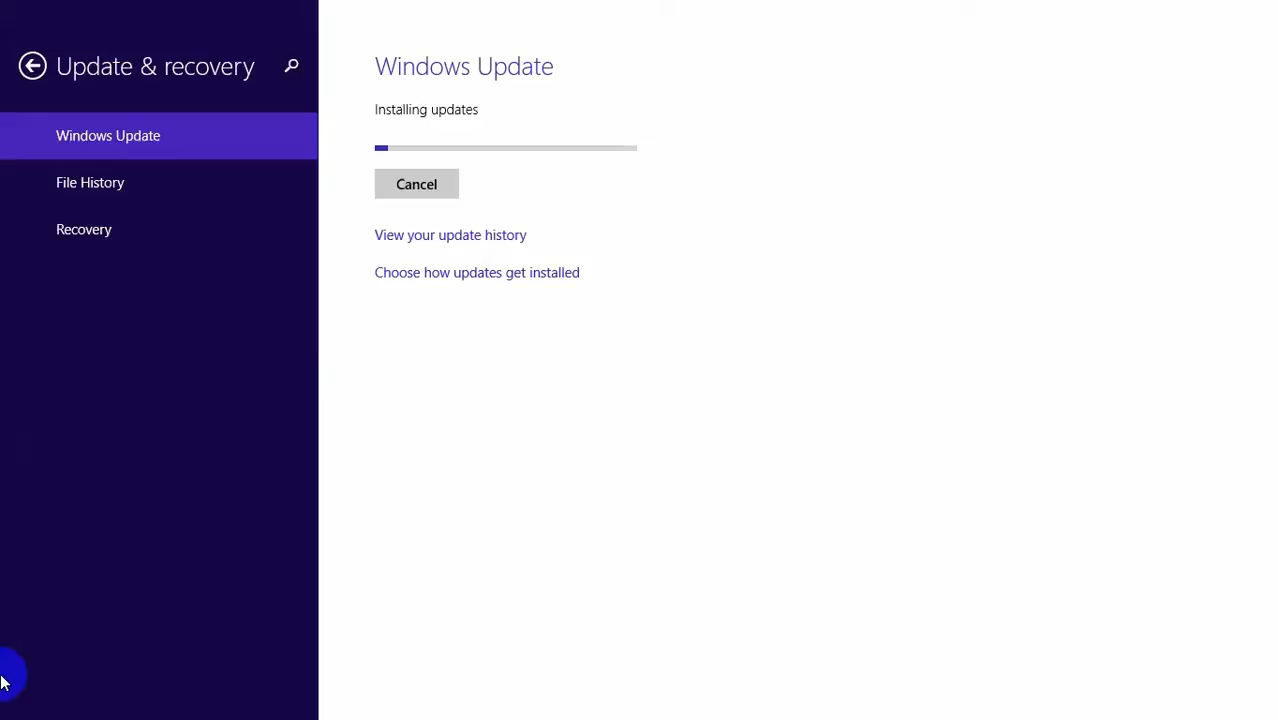 Update & recovery
Windows Update
File History
Recovery
Windows Update
Installing updates
Cancel
View your update history
Choose how updates get installed